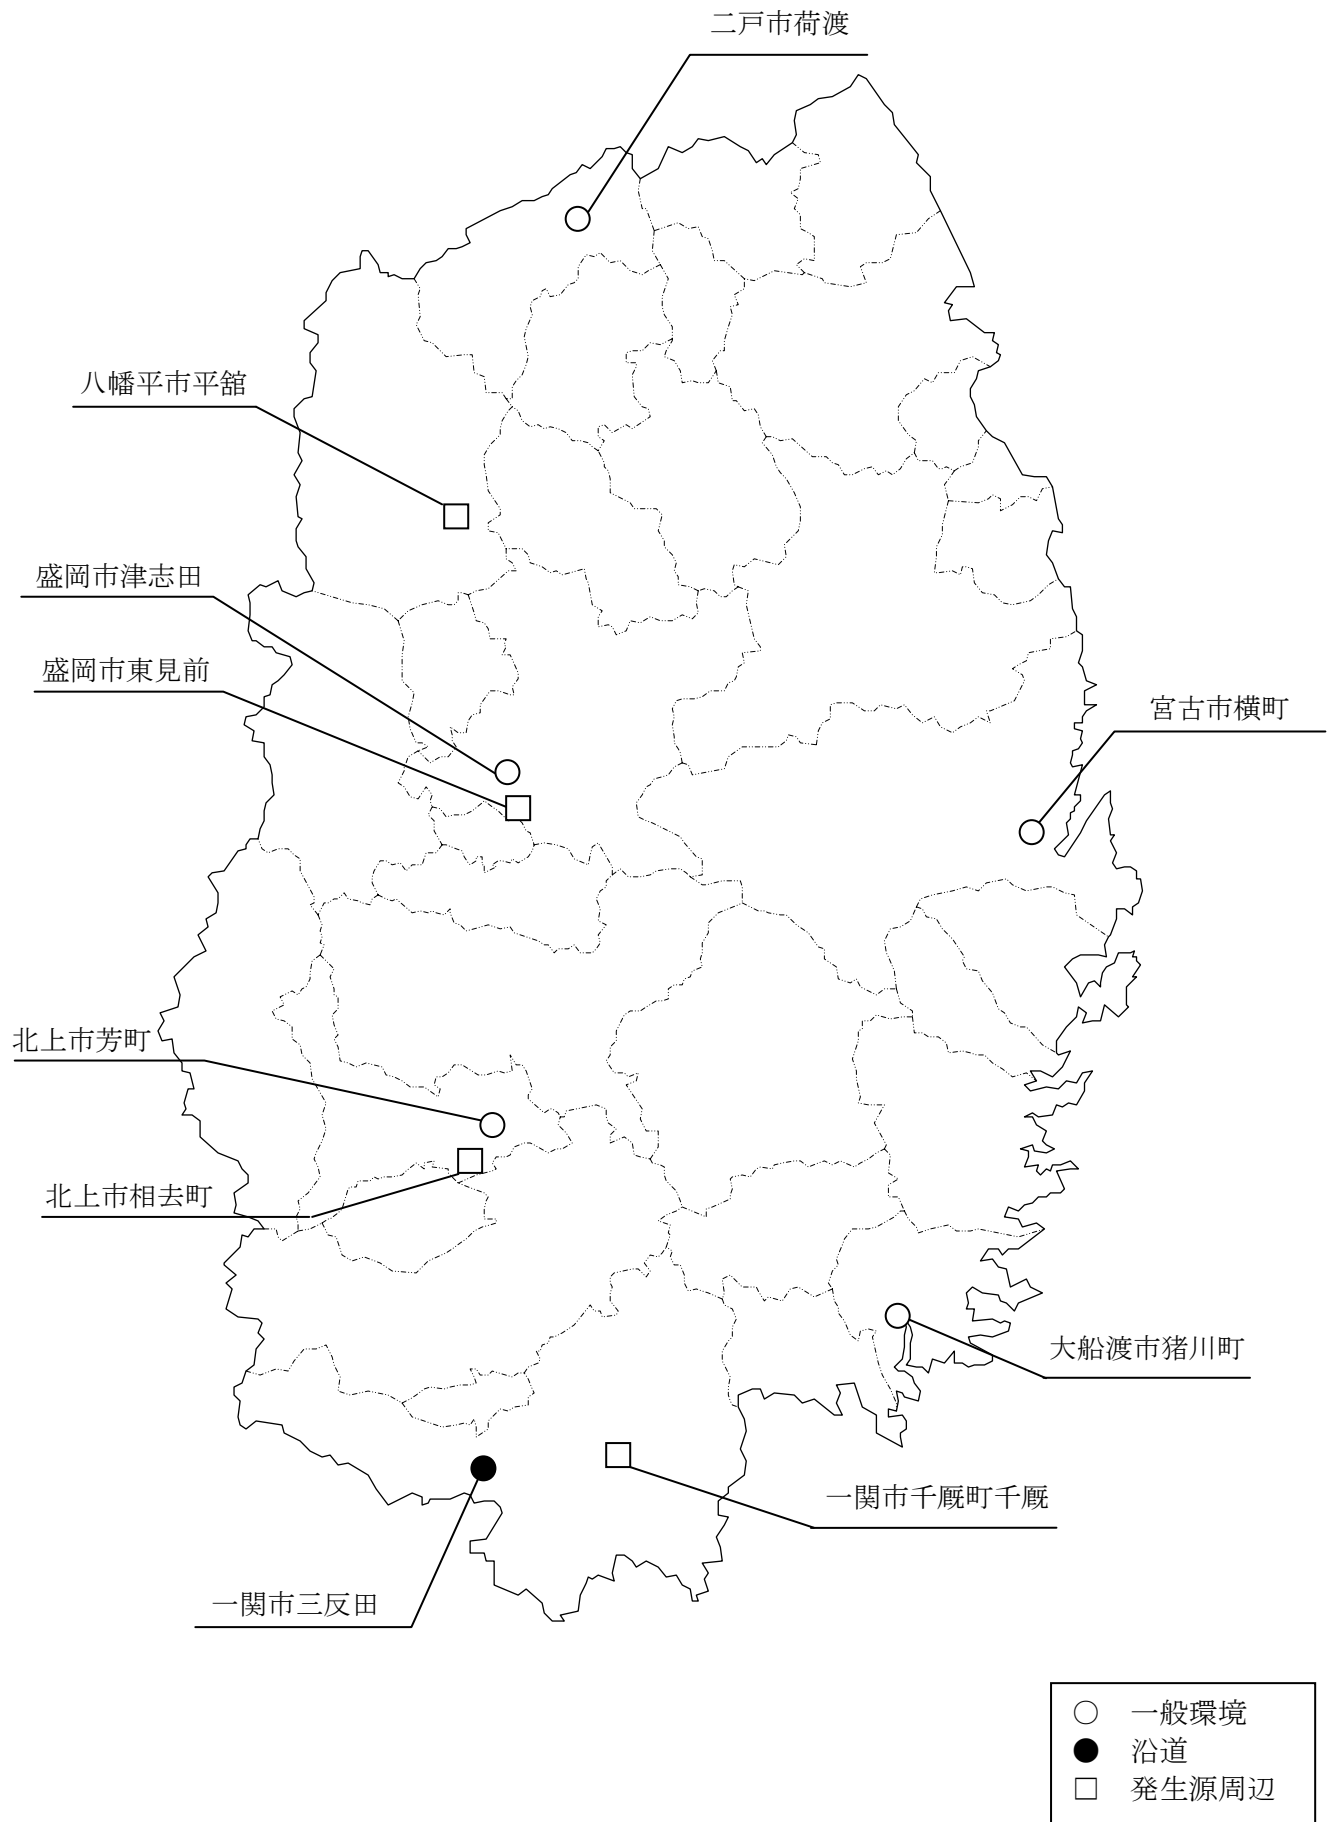 二戸市荷渡
八幡平市平舘
盛岡市津志田
盛岡市東見前
宮古市横町
北上市芳町
北上市相去町
大船渡市猪川町
一関市千厩町千厩
一関市三反田
○ 一般環境
● 沿道
□ 発生源周辺